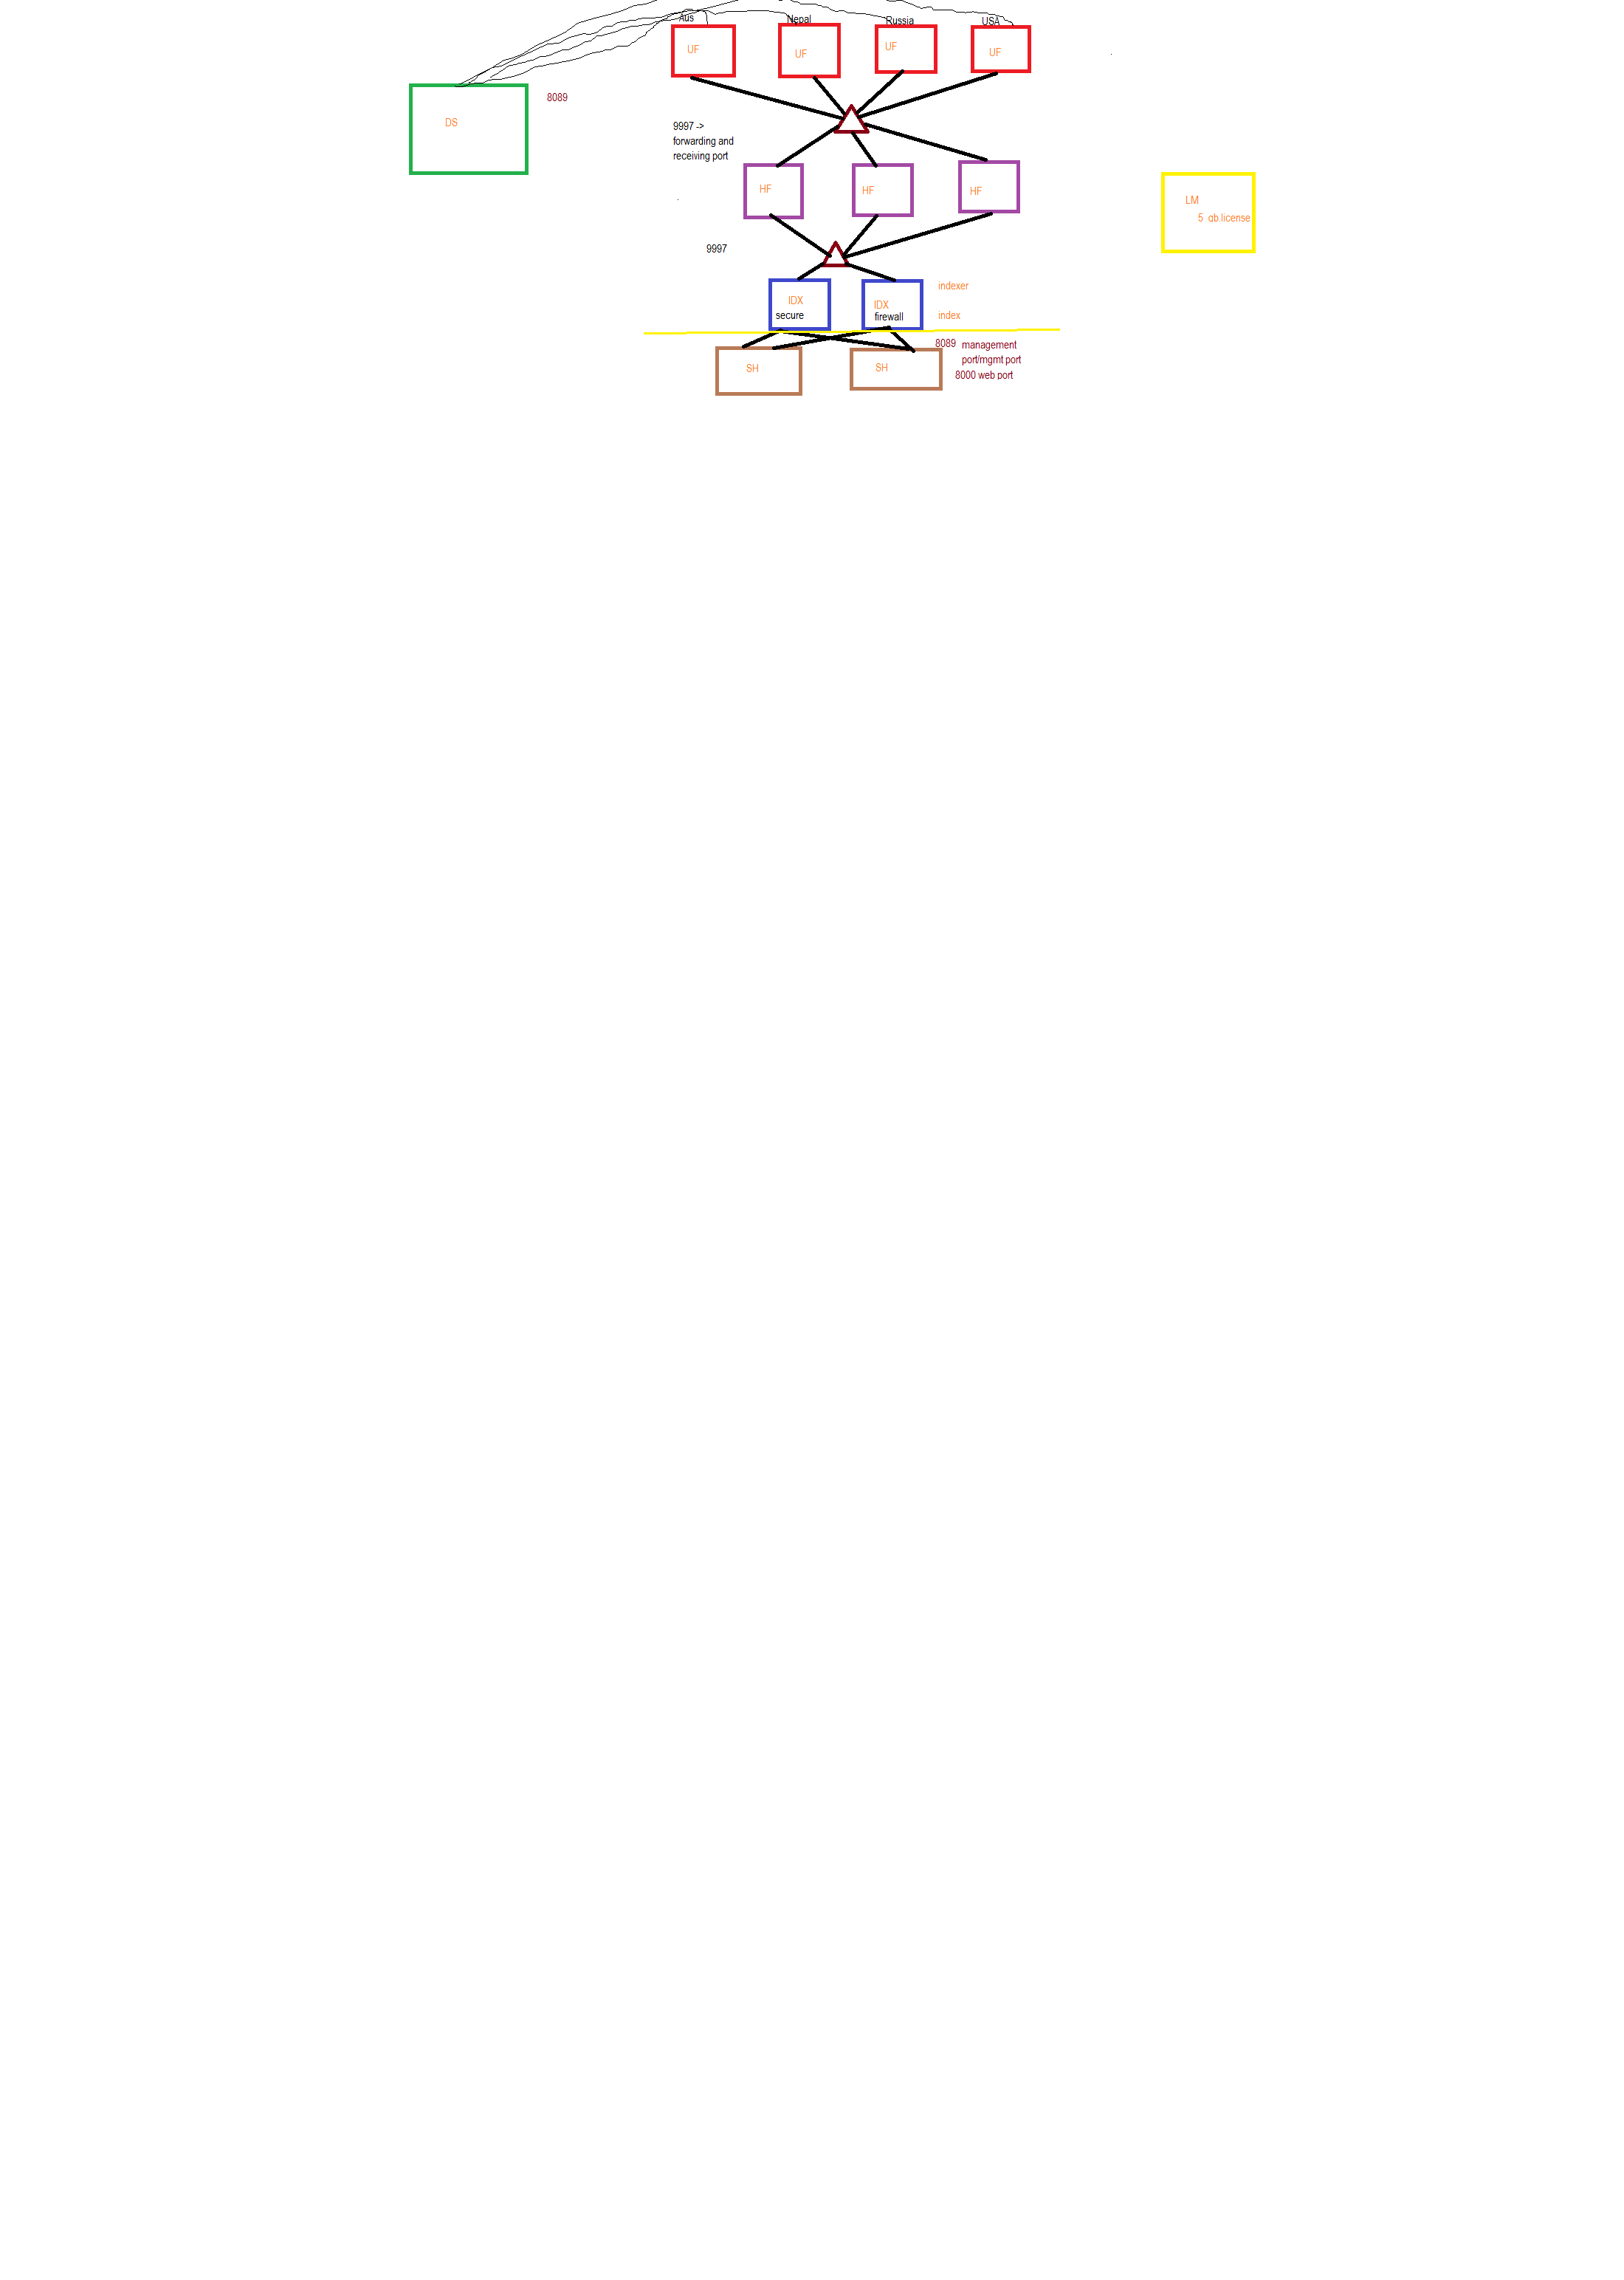 Aus
Nepal
Russia
USA
UF
UF
UF
UF
8089
DS
9997 ->
forwarding and
receiving port
HF
HF
HF
LM
5 gb license
9997
indexer
IDX
secure
IDX
firewall
index
8089 management
port/mgmt port
8000 web port
SH
SH